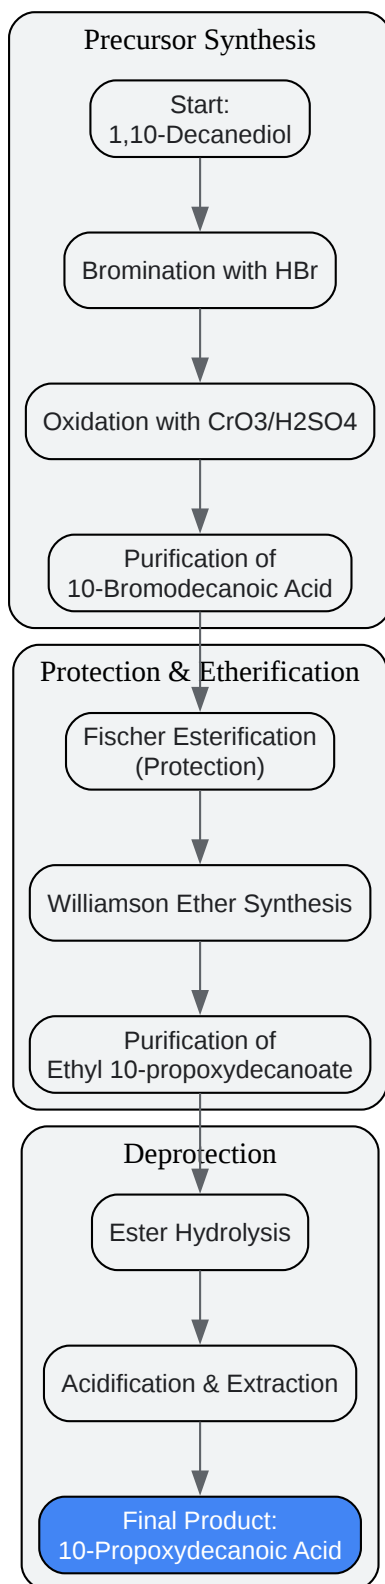 Precursor Synthesis
Start:
1,10-Decanediol
Bromination with HBr
Oxidation with CrO3/H2SO4
Purification of
10-Bromodecanoic Acid
Protection & Etherification
Fischer Esterification
(Protection)
Williamson Ether Synthesis
Purification of
Ethyl 10-propoxydecanoate
Deprotection
Ester Hydrolysis
Acidification & Extraction
Final Product:
10-Propoxydecanoic Acid